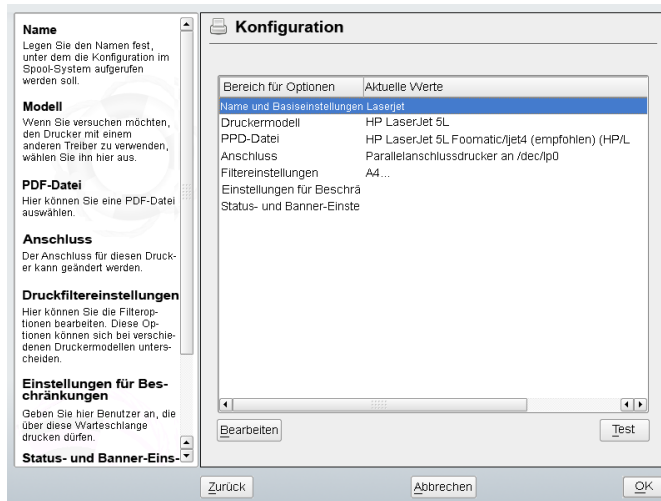 Name
Legen Sie den Namen fest,
unter dem die Konfiguration im
Spool-System aufgerufen
werden soll.
Modell
Wenn Sie versuchen möchten,
den Drucker mit einem
anderen Treiber zu verwenden,
wählen Sie ihn hier aus.
PDF-Datei
Hier können Sie eine PDF-Datei
auswählen.
Anschluss
Der Anschluss für diesen Druck-
er kann geändert werden.
Druckfiltereinstellungen
Hier können Sie die Filterop-
tionen bearbeiten. Diese Op-
tionen können sich bei verschie-
denen Druckermodellen unters-
cheiden.
Einstellungen für Bes-
chränkungen
Geben Sie hier Benutzer an, die
über diese Warteschlange
drucken dürfen.
Status- und Banner-Eins-
Konfiguration
Bereich für Optionen Aktuelle Werte
Name und Basiseinstellungen Laserjet
Druckermodell HP LaserJet 5L
PPD-Datei HP LaserJet 5L Foomatic/ljet4 (empfohlen) (HP/L
Anschluss Parallelanschlussdrucker an /dec/lp0
Filtereinstellungen A4...
Einstellungen für Beschrä
Status- und Banner-Einste
Bearbeiten Test
Zurück Abbrechen OK